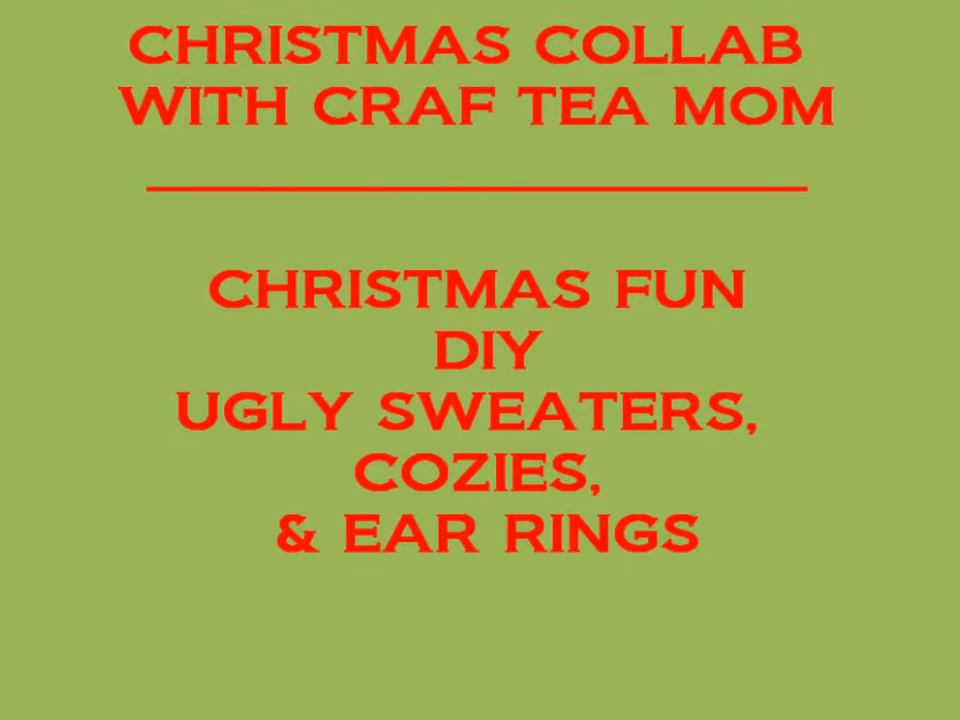 CHRISTMAS COLLAB
WITH CRAF TEA MOM
CHRISTMAS FUN
DIY
UGLY SWEATERS,
COZIES,
& EAR RINGS